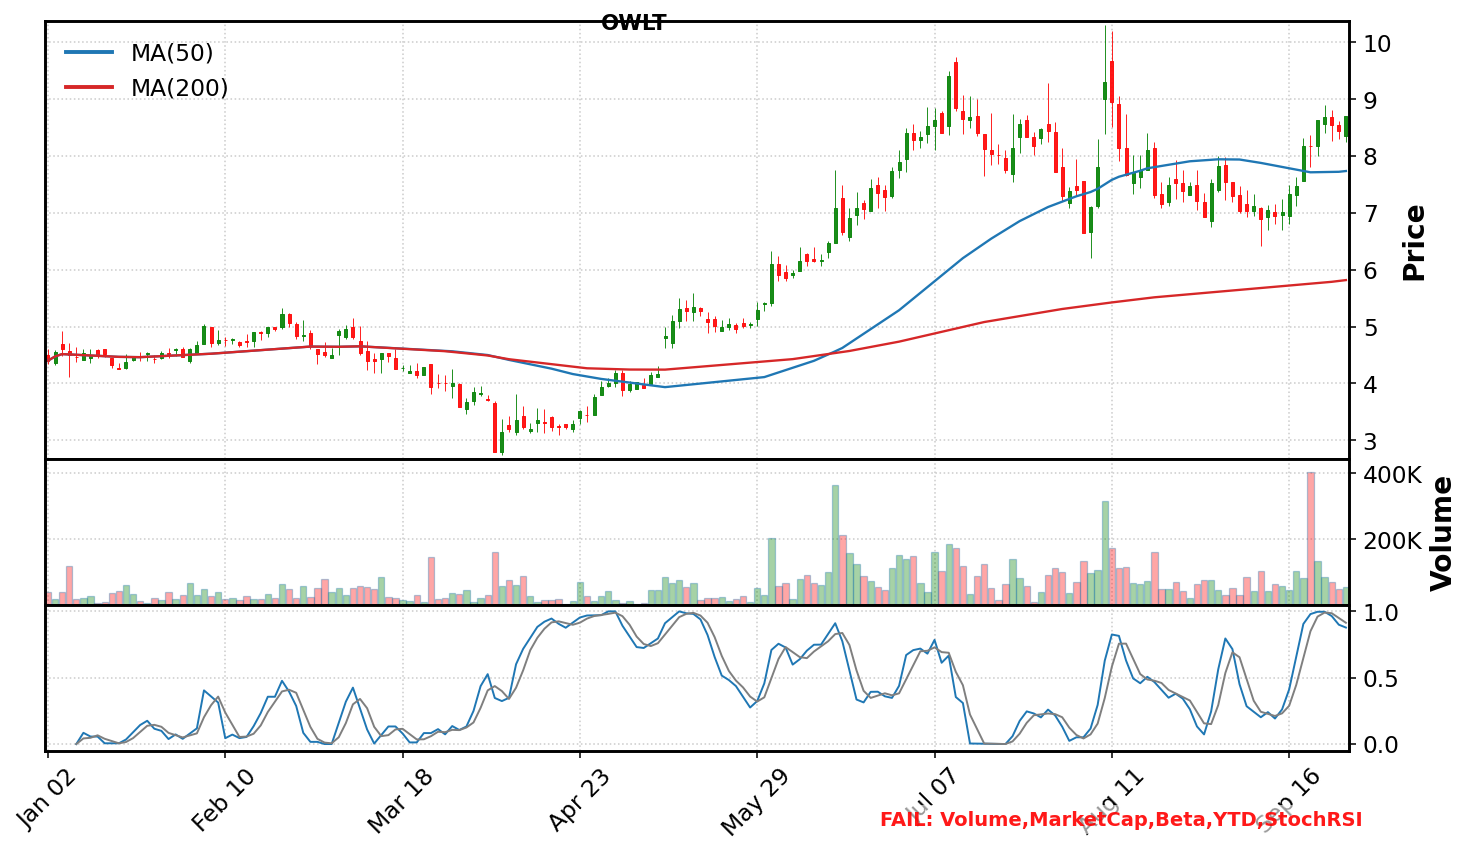 OWLT
MA(50)
MA(200)
10
9
8
7
6
5
4
3
Price
400K
200K
Volume
1.0
0.5
0.0
Jan 02
Feb 10
Mar 18
Apr 23
May 29
Jul 07
Aug 11
Sep 16
FAIL: Volume,MarketCap,Beta,YTD,StochRSI